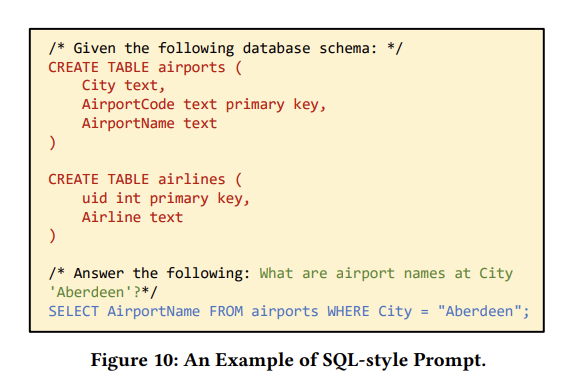 /* Given the following database schema: */
CREATE TABLE airports (
    City text,
    AirportCode text primary key,
    AirportName text
)

CREATE TABLE airlines (
    uid int primary key,
    Airline text
)

/* Answer the following: What are airport names at City
'Aberdeen'?*/
SELECT AirportName FROM airports WHERE City = "Aberdeen";
Figure 10: An Example of SQL-style Prompt.